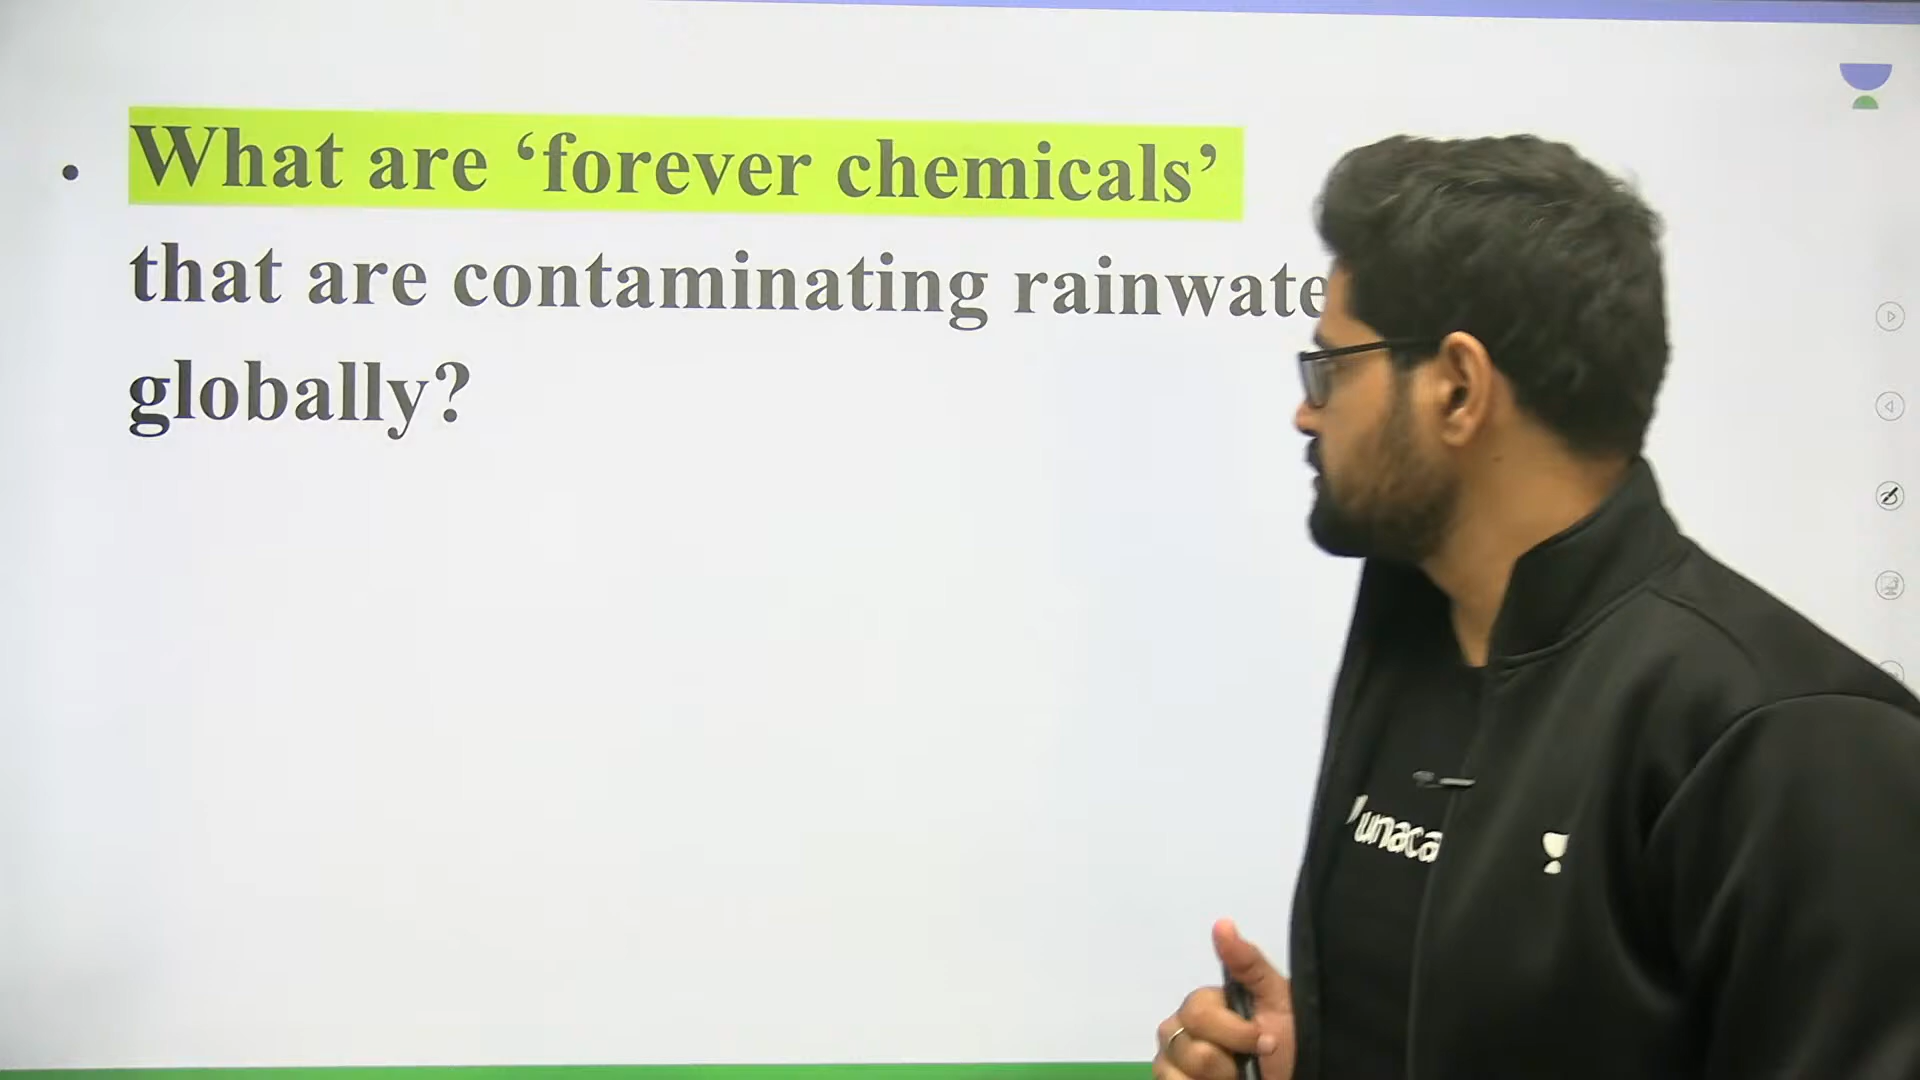 • What are ‘forever chemicals’
that are contaminating rainwate
globally?
unaca